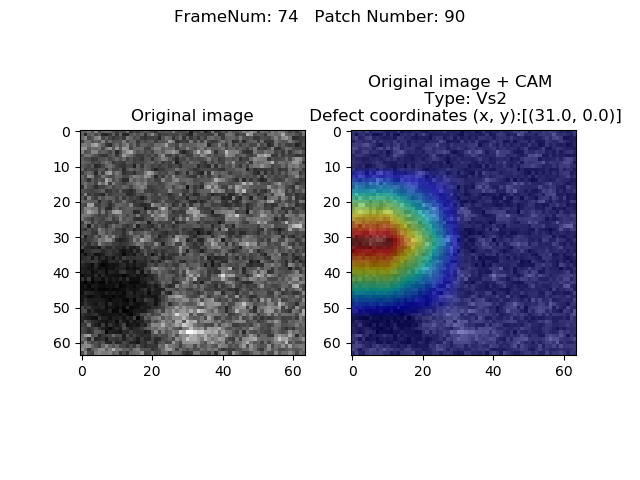 FrameNum: 74   Patch Number: 90
Original image
Original image + CAM
Type: Vs2
Defect coordinates (x, y):[(31.0, 0.0)]
0
10
20
30
40
50
60
0 20 40 60
0
10
20
30
40
50
60
0 20 40 60